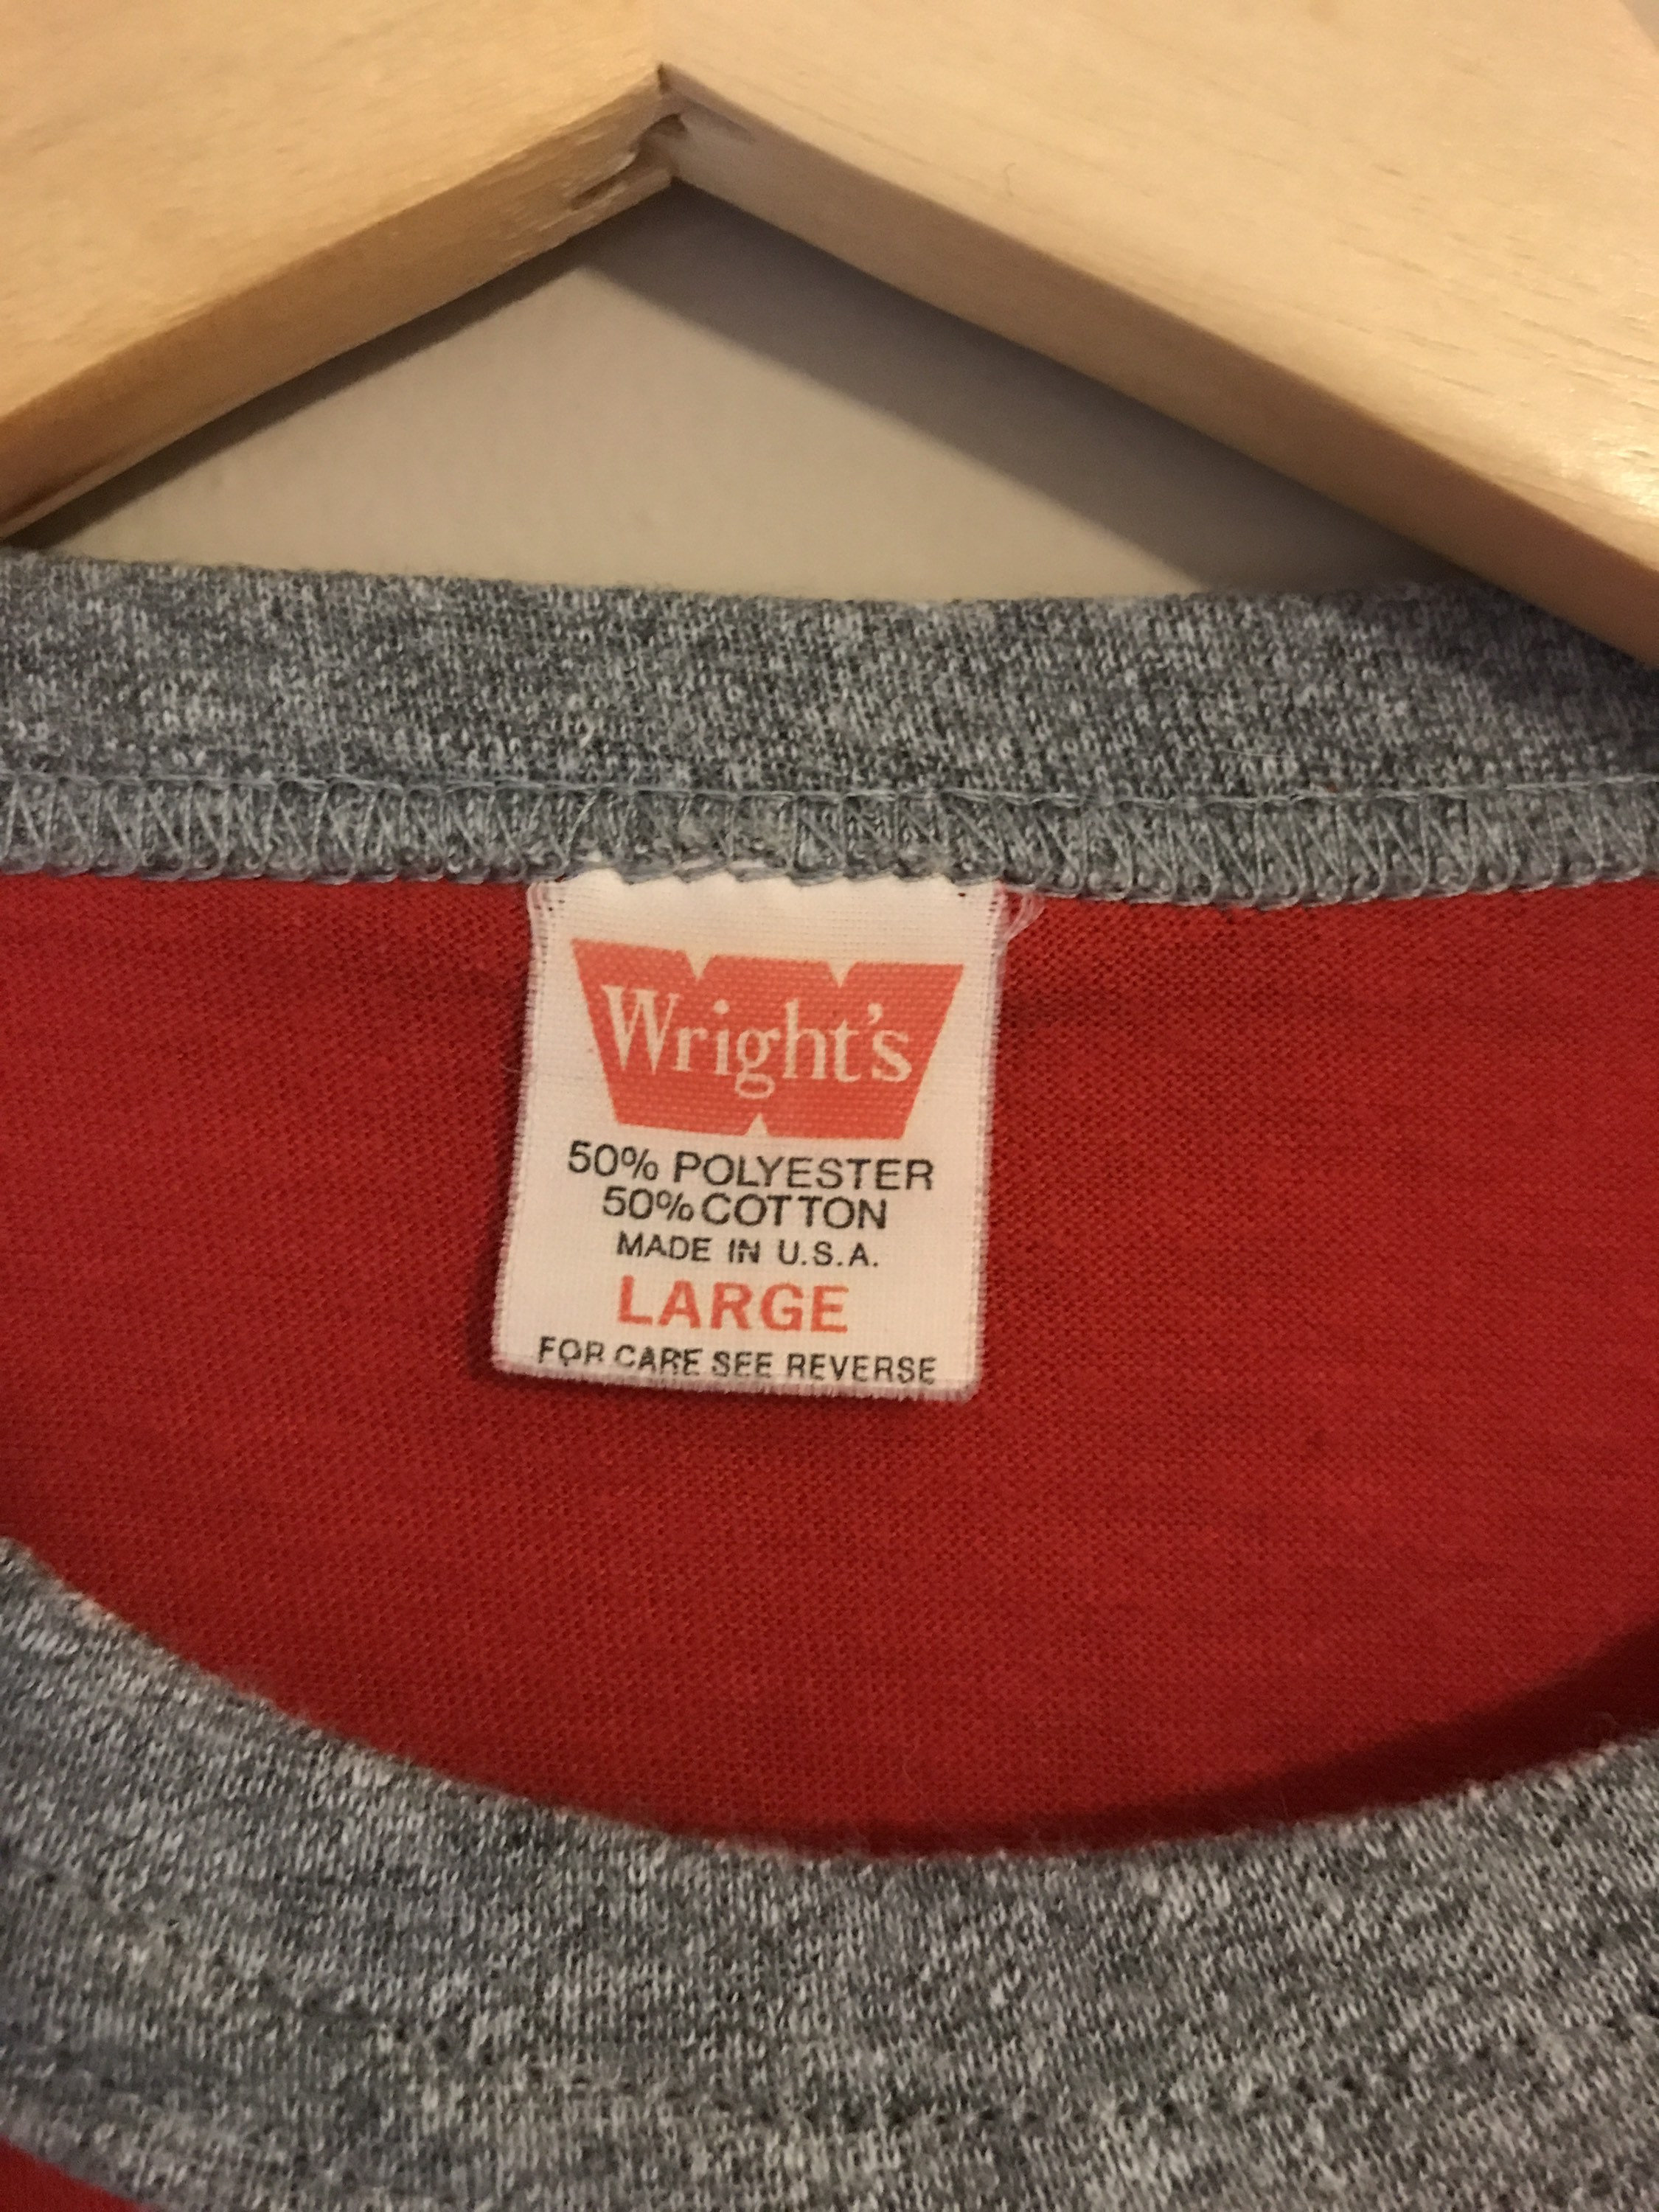 Wright's
50% POLYESTER
50% COTTON
MADE IN U.S.A.
LARGE
FOR CARE SEE REVERSE